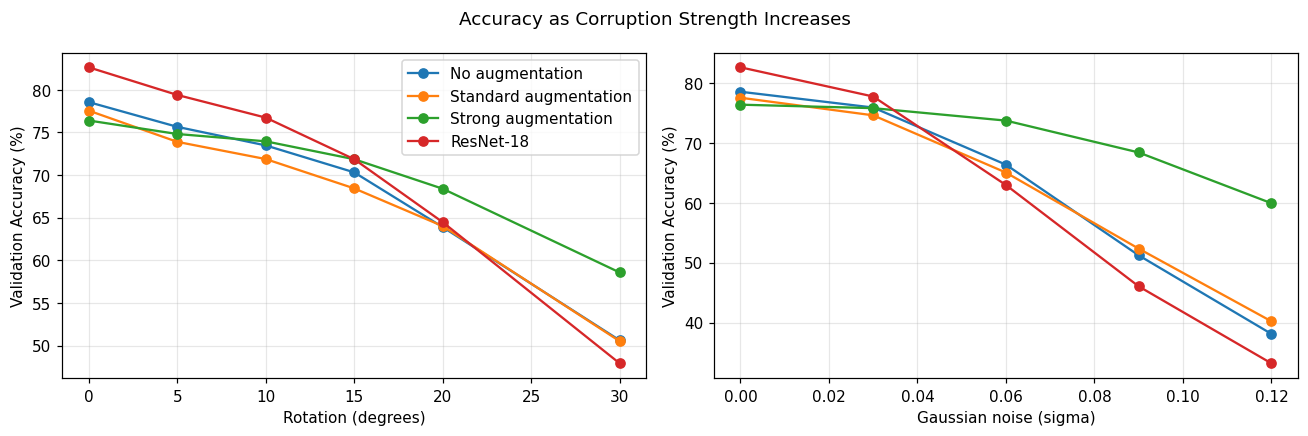 Accuracy as Corruption Strength Increases
Validation Accuracy (%)
80
75
70
65
60
55
50
0 5 10 15 20 25 30
Rotation (degrees)
No augmentation
Standard augmentation
Strong augmentation
ResNet-18
Validation Accuracy (%)
80
70
60
50
40
0.00 0.02 0.04 0.06 0.08 0.10 0.12
Gaussian noise (sigma)